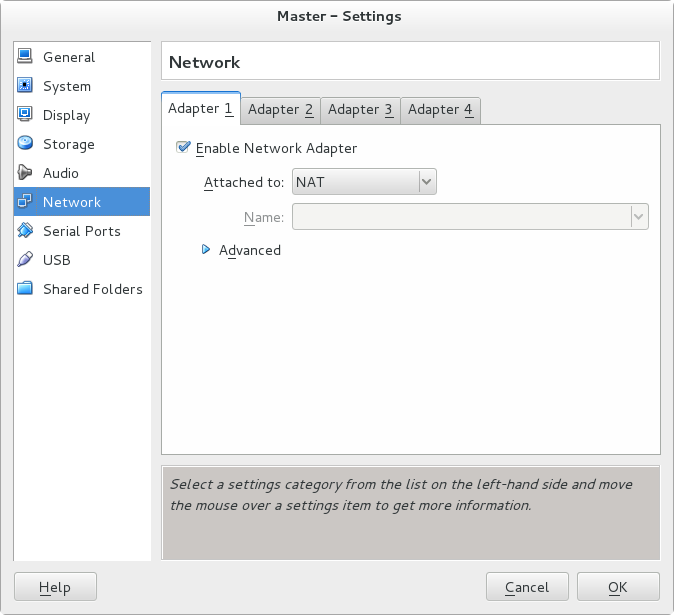 Master – Settings
General
System
Display
Storage
Audio
Network
Serial Ports
USB
Shared Folders
Network
Adapter 1 Adapter 2 Adapter 3 Adapter 4
Enable Network Adapter
Attached to: NAT
Name:
Advanced
Select a settings category from the list on the left-hand side and move
the mouse over a settings item to get more information.
Help Cancel OK